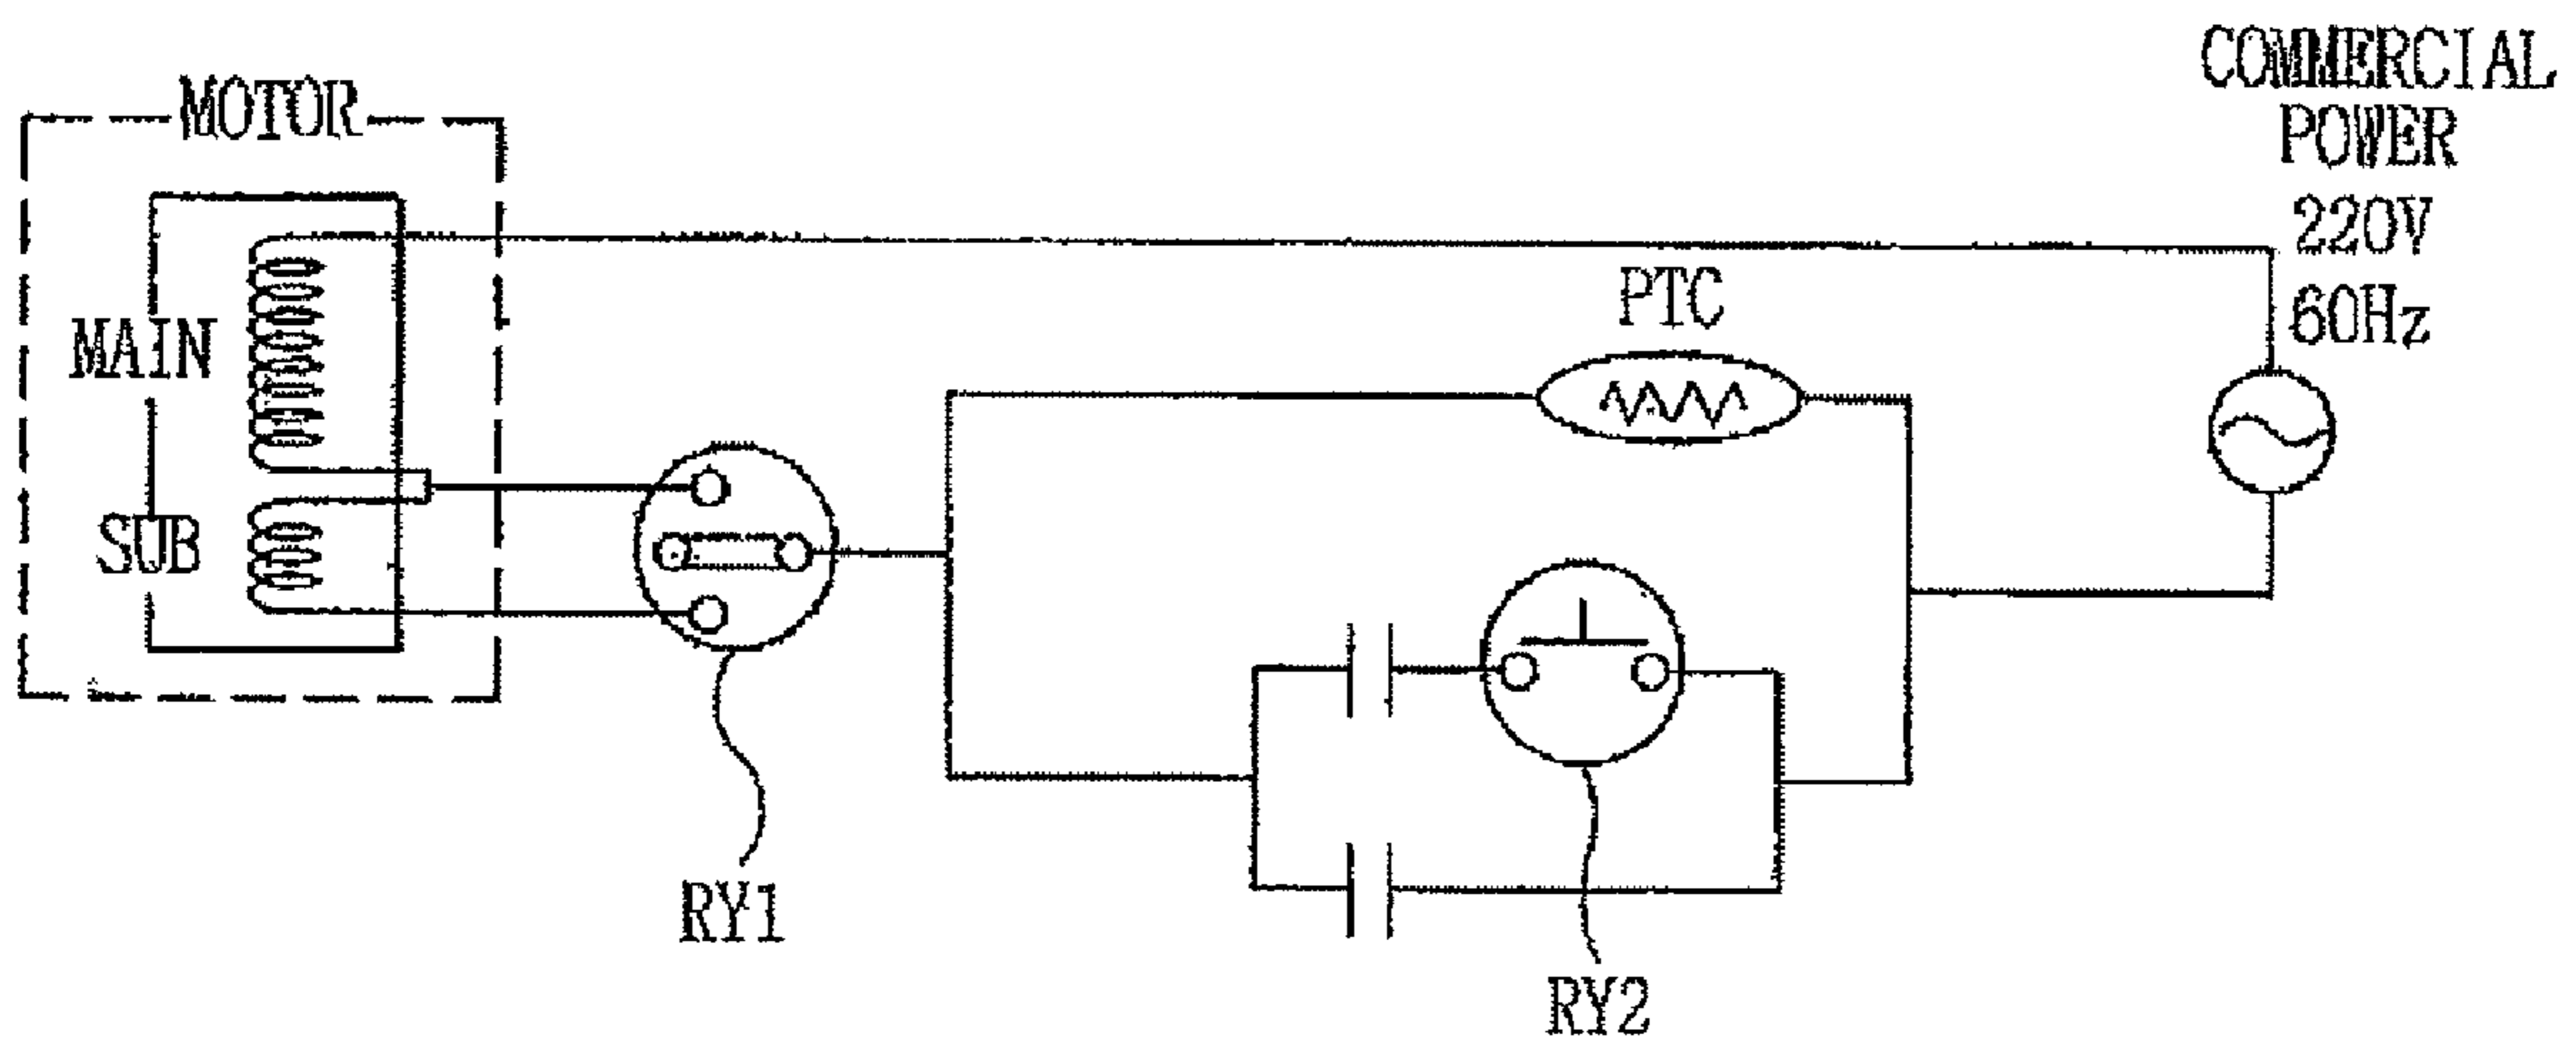 COMMERCIAL
POWER
220V
60Hz
MOTOR
PTC
MAIN
SUB
RY1
RY2